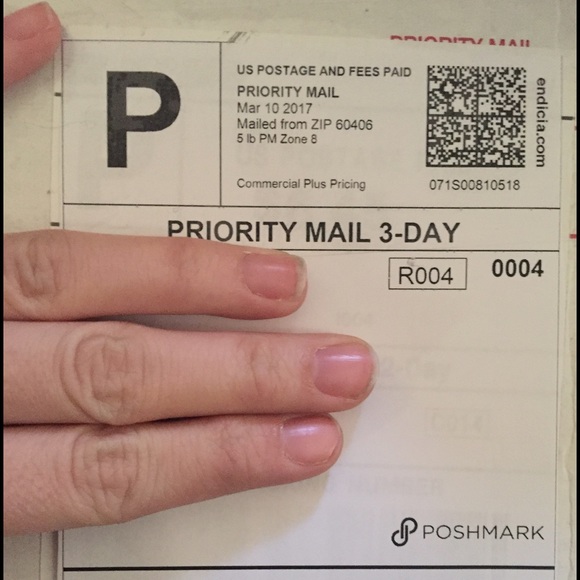 PRIORITY MAIL
P
US POSTAGE AND FEES PAID
PRIORITY MAIL
Mar 10 2017
Mailed from ZIP 60406
5 lb PM Zone 8
Commercial Plus Pricing
071S00810518
endicia.com
PRIORITY MAIL 3-DAY
R004
0004
POSHMARK